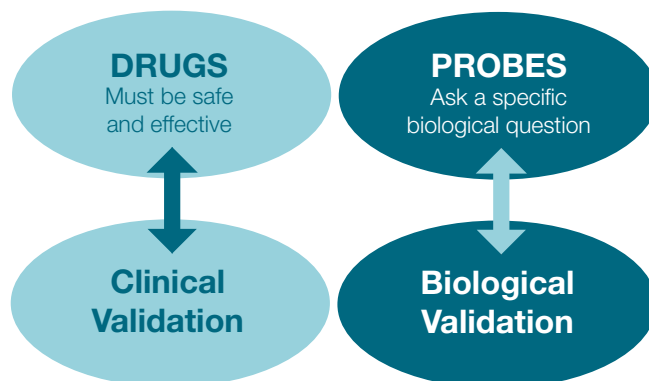 DRUGS
Must be safe
and effective
PROBES
Ask a specific
biological question
Clinical
Validation
Biological
Validation